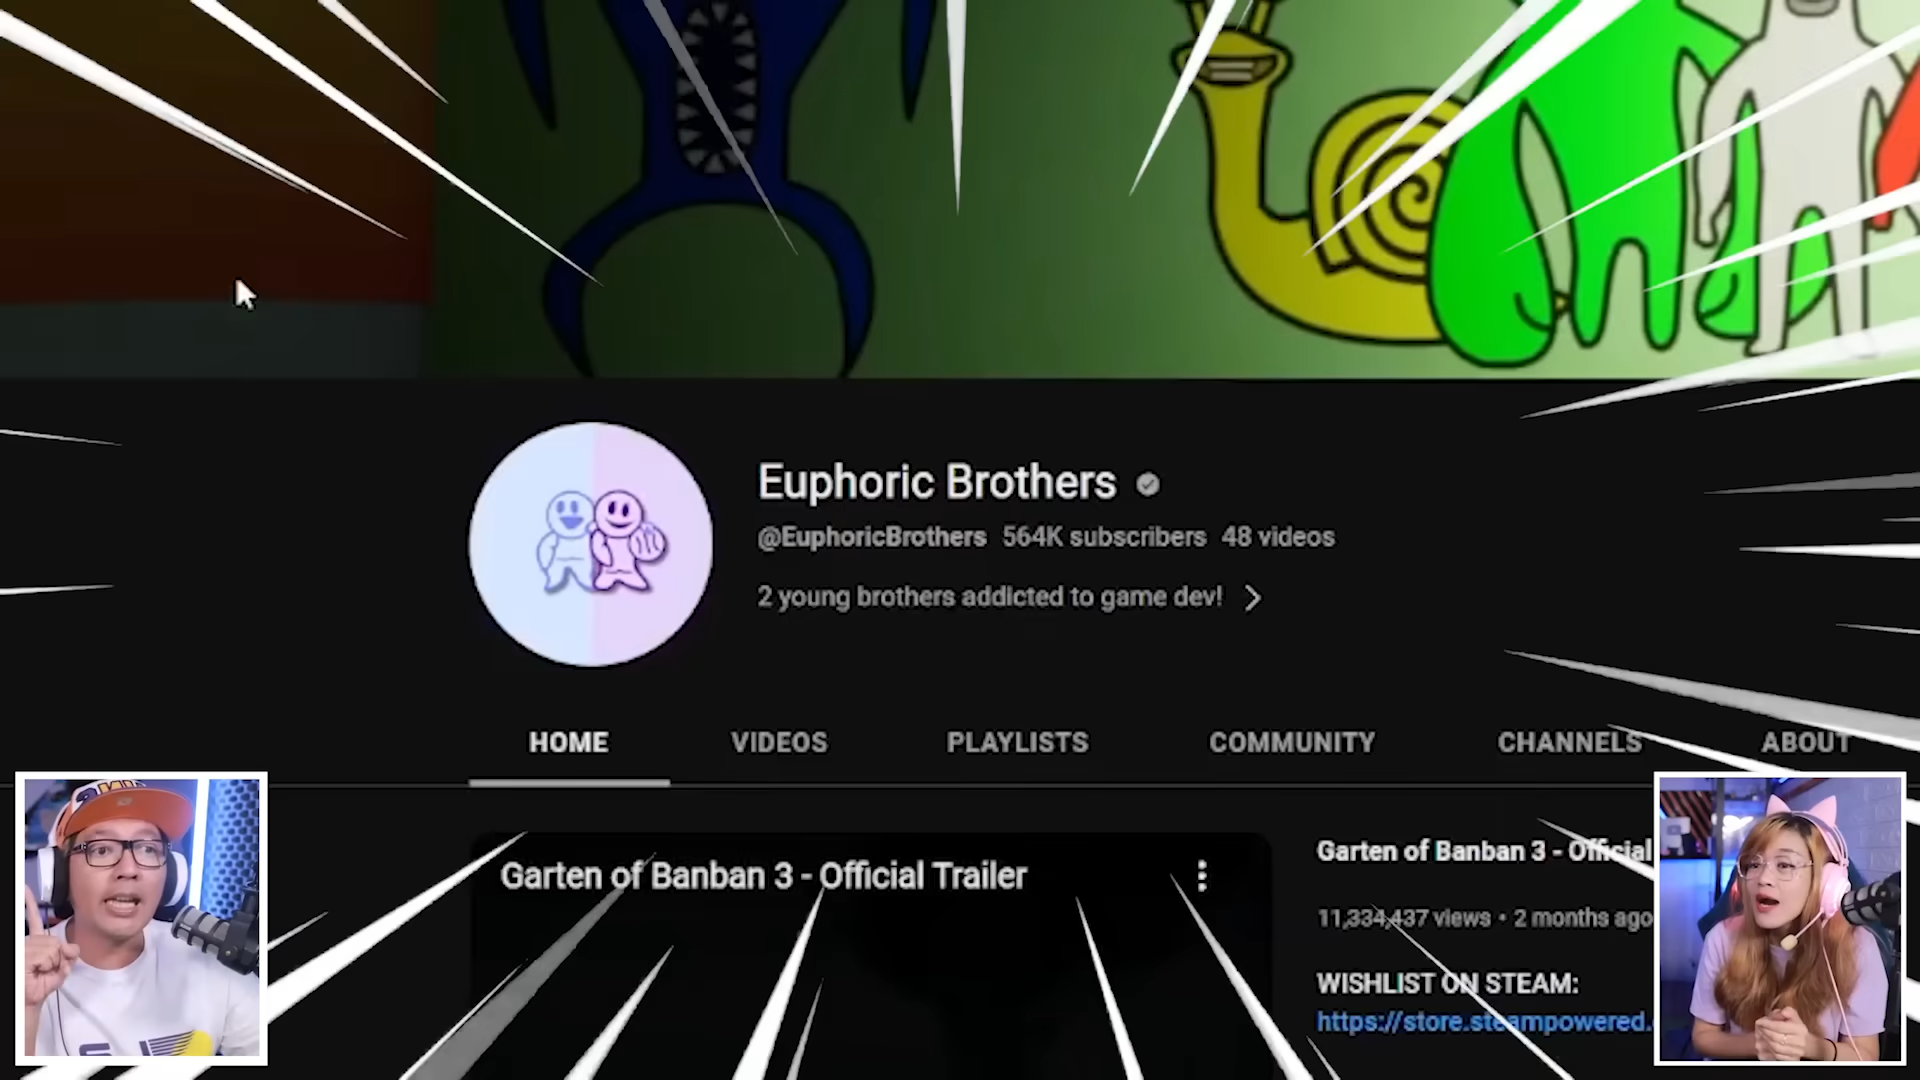 Euphoric Brothers
@EuphoricBrothers 564K subscribers 48 videos
2 young brothers addicted to game dev!
HOME VIDEOS PLAYLISTS COMMUNITY CHANNELS ABOUT
Garten of Banban 3 - Official Trailer
Garten of Banban 3 - Official
11,334,437 views • 2 months ago
WISHLIST ON STEAM:
https://store.steampowered.